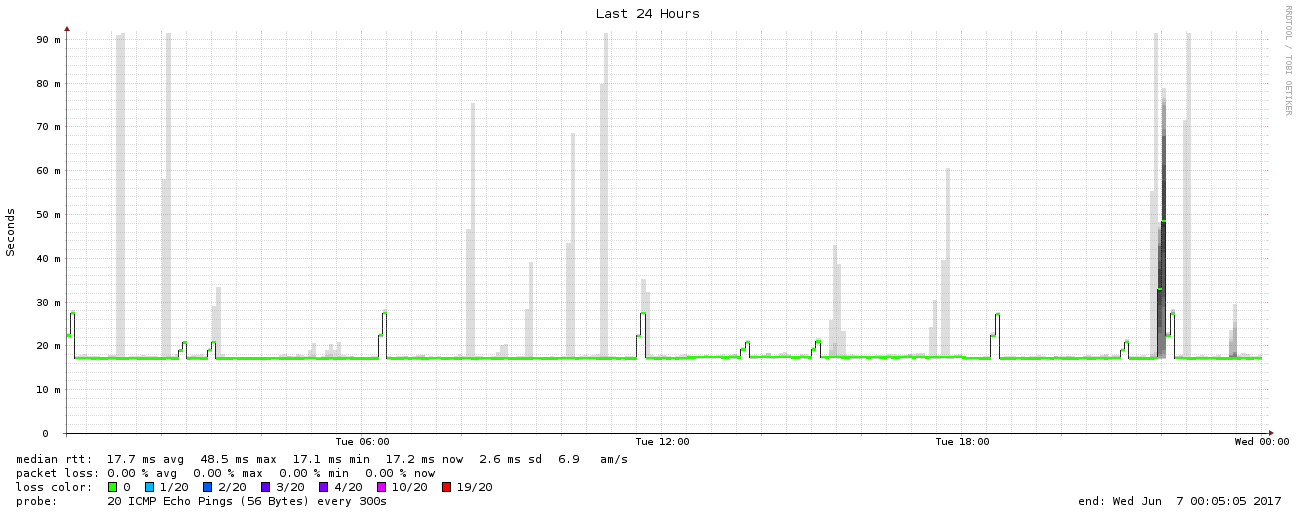 Last 24 Hours
RRDTOOL / TOBI OETIKER
Seconds
90 m
80 m
70 m
60 m
50 m
40 m
30 m
20 m
10 m
0
Tue 06:00 Tue 12:00 Tue 18:00 Wed 00:00
median rtt: 17.7 ms avg 48.5 ms max 17.1 ms min 17.2 ms now 2.6 ms sd 6.9 am/s
packet loss: 0.00 % avg 0.00 % max 0.00 % min 0.00 % now
loss color: 0 1/20 2/20 3/20 4/20 10/20 19/20
probe: 20 ICMP Echo Pings (56 Bytes) every 300s end: Wed Jun 7 00:05:05 2017